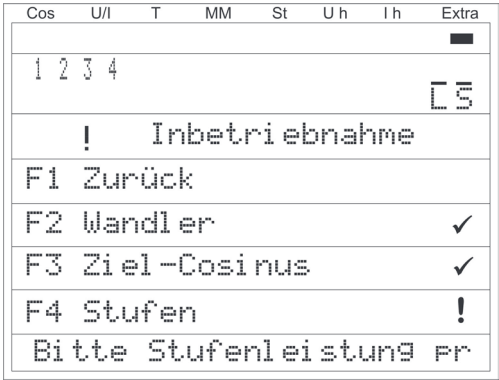 Cos U/I T MM St U h I h Extra
1 2 3 4
L S
! Inbetriebnahme
F1 Zurück
F2 Wandler ✓
F3 Ziel-Cosinus ✓
F4 Stufen !
Bitte Stufenleistung pr